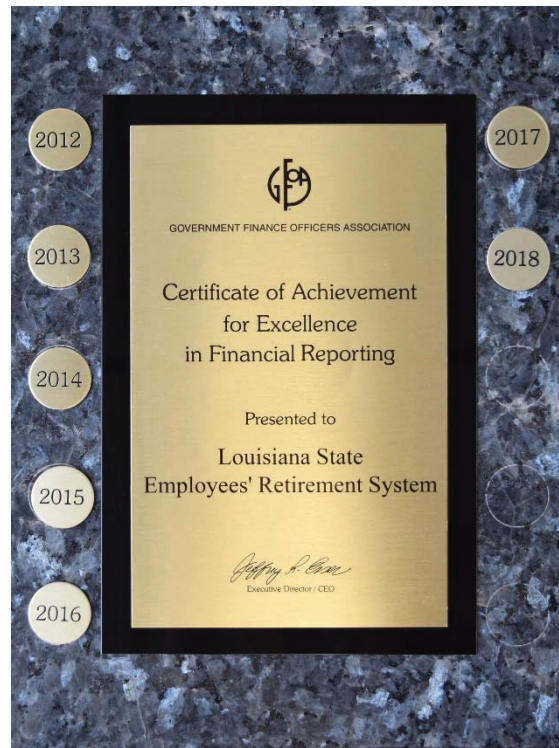 2012
2013
2014
2015
2016
GFOA
GOVERNMENT FINANCE OFFICERS ASSOCIATION
Certificate of Achievement
for Excellence
in Financial Reporting
Presented to
Louisiana State
Employees' Retirement System
Executive Director / CEO
2017
2018